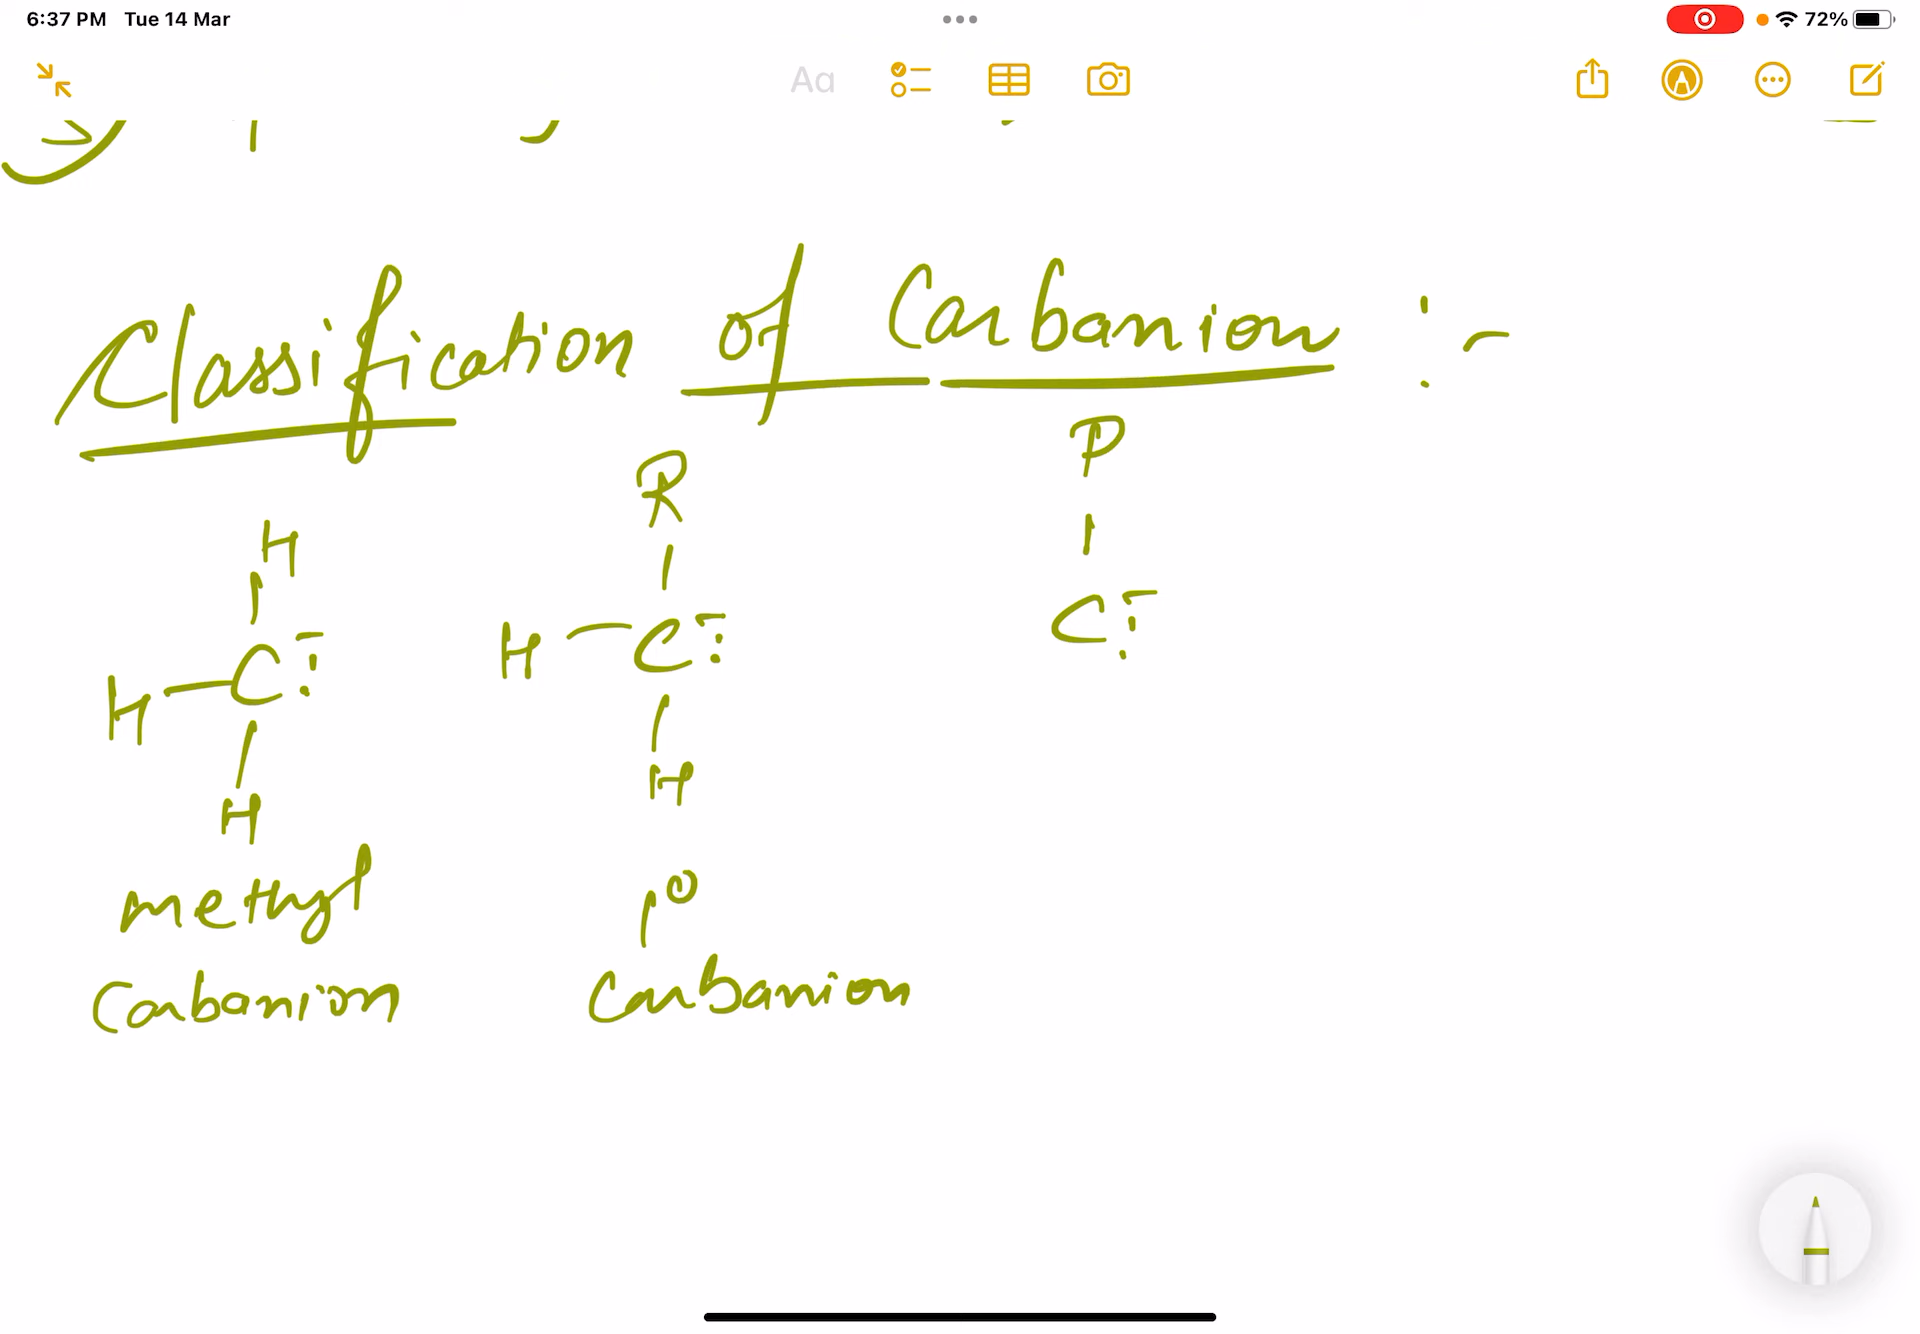 6:37 PM Tue 14 Mar
72%
Aa
Classification of Carbanion :-
H
H-C:⁻
H
methyl
Carbanion
R
H-C:⁻
H
1°
Carbanion
P
C:⁻